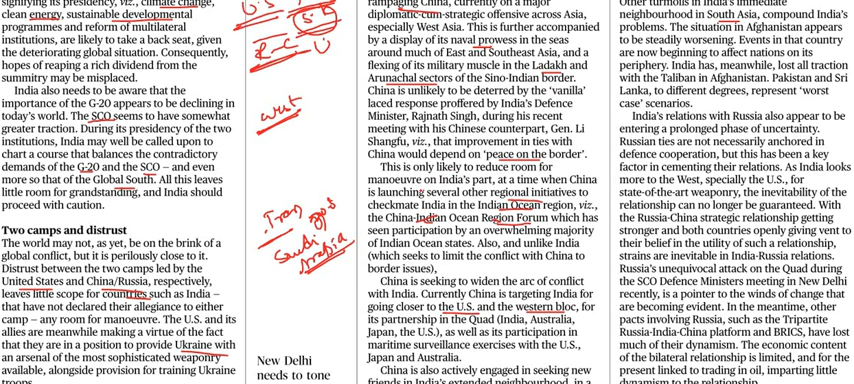 signifying its presidency, viz., climate change,
clean energy, sustainable developmental
programmes and reform of multilateral
institutions, are likely to take a back seat, given
the deteriorating global situation. Consequently,
hopes of reaping a rich dividend from the
summitry may be misplaced.
India also needs to be aware that the
importance of the G-20 appears to be declining in
today's world. The SCO seems to have somewhat
greater traction. During its presidency of the two
institutions, India may well be called upon to
chart a course that balances the contradictory
demands of the G-20 and the SCO — and even
more so that of the Global South. All this leaves
little room for grandstanding, and India should
proceed with caution.
Two camps and distrust
The world may not, as yet, be on the brink of a
global conflict, but it is perilously close to it.
Distrust between the two camps led by the
United States and China/Russia, respectively,
leaves little scope for countries such as India —
that have not declared their allegiance to either
camp — any room for manoeuvre. The U.S. and its
allies are meanwhile making a virtue of the fact
that they are in a position to provide Ukraine with
an arsenal of the most sophisticated weaponry
available, alongside provision for training Ukraine
troops.
U.S
S.K
R-C
west
Iran
Saudi
Arabia
New Delhi
needs to tone
rampaging China, currently on a major
diplomatic-cum-strategic offensive across Asia,
especially West Asia. This is further accompanied
by a display of its naval prowess in the seas
around much of East and Southeast Asia, and a
flexing of its military muscle in the Ladakh and
Arunachal sectors of the Sino-Indian border.
China is unlikely to be deterred by the 'vanilla'
laced response proffered by India's Defence
Minister, Rajnath Singh, during his recent
meeting with his Chinese counterpart, Gen. Li
Shangfu, viz., that improvement in ties with
China would depend on 'peace on the border'.
This is only likely to reduce room for
manoeuvre on India's part, at a time when China
is launching several other regional initiatives to
checkmate India in the Indian Ocean region, viz.,
the China-Indian Ocean Region Forum which has
seen participation by an overwhelming majority
of Indian Ocean states. Also, and unlike India
(which seeks to limit the conflict with China to
border issues),
China is seeking to widen the arc of conflict
with India. Currently China is targeting India for
going closer to the U.S. and the western bloc, for
its partnership in the Quad (India, Australia,
Japan, the U.S.), as well as its participation in
maritime surveillance exercises with the U.S.,
Japan and Australia.
China is also actively engaged in seeking new
friends in India's extended neighbourhood, in a
Other turmoils in India's immediate
neighbourhood in South Asia, compound India's
problems. The situation in Afghanistan appears
to be steadily worsening. Events in that country
are now beginning to affect nations on its
periphery. India has, meanwhile, lost all traction
with the Taliban in Afghanistan. Pakistan and Sri
Lanka, to different degrees, represent 'worst
case' scenarios.
India's relations with Russia also appear to be
entering a prolonged phase of uncertainty.
Russian ties are not necessarily anchored in
defence cooperation, but this has been a key
factor in cementing their relations. As India looks
more to the West, specially the U.S., for
state-of-the-art weaponry, the inevitability of the
relationship can no longer be guaranteed. With
the Russia-China strategic relationship getting
stronger and both countries openly giving vent to
their belief in the utility of such a relationship,
strains are inevitable in India-Russia relations.
Russia's unequivocal attack on the Quad during
the SCO Defence Ministers meeting in New Delhi
recently, is a pointer to the winds of change that
are becoming evident. In the meantime, other
pacts involving Russia, such as the Tripartite
Russia-India-China platform and BRICS, have lost
much of their dynamism. The economic content
of the bilateral relationship is limited, and for the
present linked to trading in oil, imparting little
dynamism to the relationship.